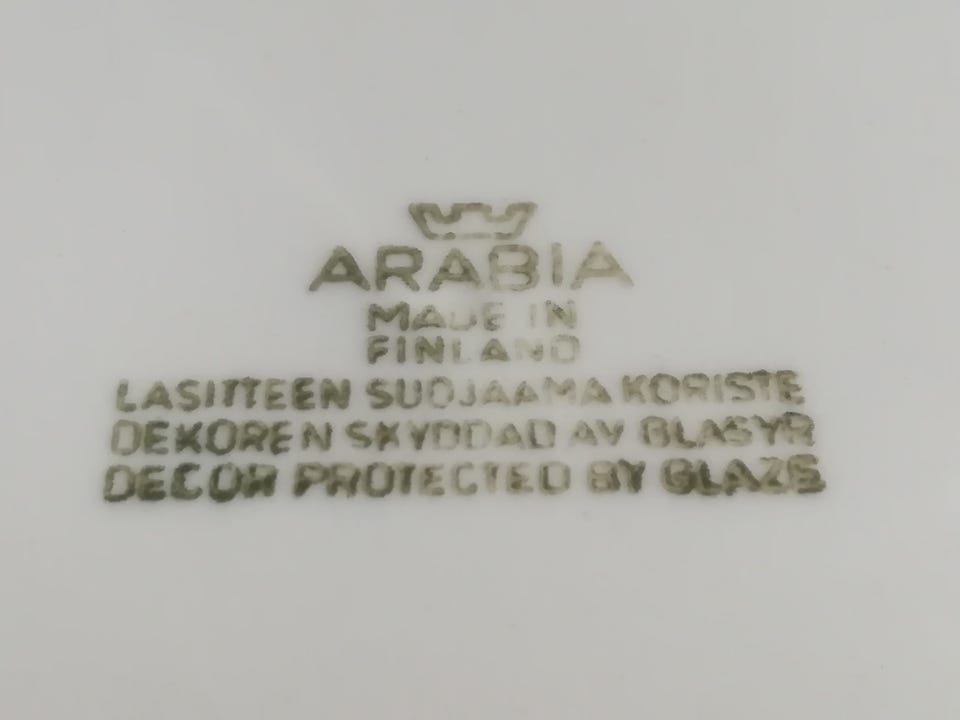 ARABIA
MADE IN
FINLAND
LASITTEEN SUOJAAMA KORISTE
DEKOREN SKYDDAD AV GLASYR
DECOR PROTECTED BY GLAZE